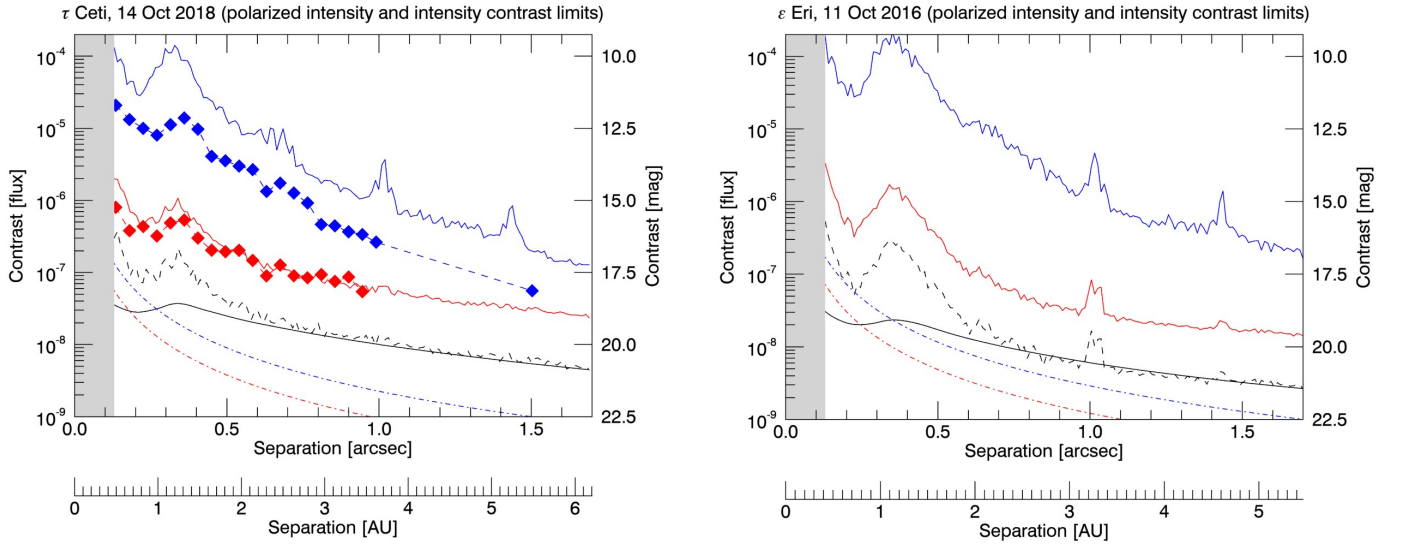 τ Ceti, 14 Oct 2018 (polarized intensity and intensity contrast limits)
10⁻⁴
10⁻⁵
10⁻⁶
10⁻⁷
10⁻⁸
10⁻⁹
Contrast [flux]
10.0
12.5
15.0
17.5
20.0
22.5
Contrast [mag]
0.0 0.5 1.0 1.5
Separation [arcsec]
0 1 2 3 4 5 6
Separation [AU]
ε Eri, 11 Oct 2016 (polarized intensity and intensity contrast limits)
10⁻⁴
10⁻⁵
10⁻⁶
10⁻⁷
10⁻⁸
10⁻⁹
Contrast [flux]
10.0
12.5
15.0
17.5
20.0
22.5
Contrast [mag]
0.0 0.5 1.0 1.5
Separation [arcsec]
0 1 2 3 4 5
Separation [AU]